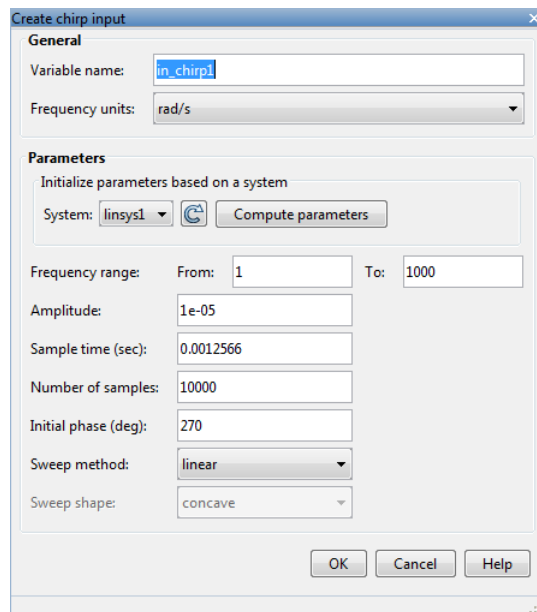 Create chirp input
General
Variable name: in_chirp1
Frequency units: rad/s
Parameters
Initialize parameters based on a system
System: linsys1 Compute parameters
Frequency range: From: 1 To: 1000
Amplitude: 1e-05
Sample time (sec): 0.0012566
Number of samples: 10000
Initial phase (deg): 270
Sweep method: linear
Sweep shape: concave
OK Cancel Help